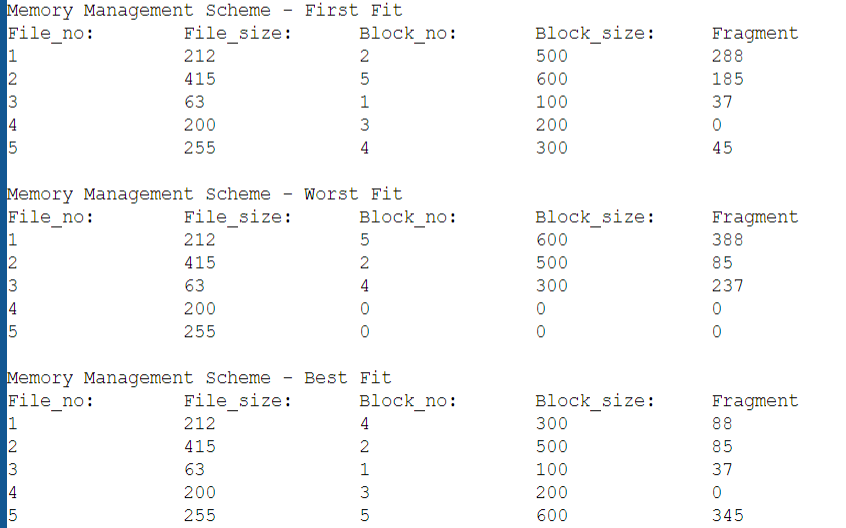 Memory Management Scheme - First Fit
File_no: File_size: Block_no: Block_size: Fragment
1 212 2 500 288
2 415 5 600 185
3 63 1 100 37
4 200 3 200 0
5 255 4 300 45
Memory Management Scheme - Worst Fit
File_no: File_size: Block_no: Block_size: Fragment
1 212 5 600 388
2 415 2 500 85
3 63 4 300 237
4 200 0 0 0
5 255 0 0 0
Memory Management Scheme - Best Fit
File_no: File_size: Block_no: Block_size: Fragment
1 212 4 300 88
2 415 2 500 85
3 63 1 100 37
4 200 3 200 0
5 255 5 600 345